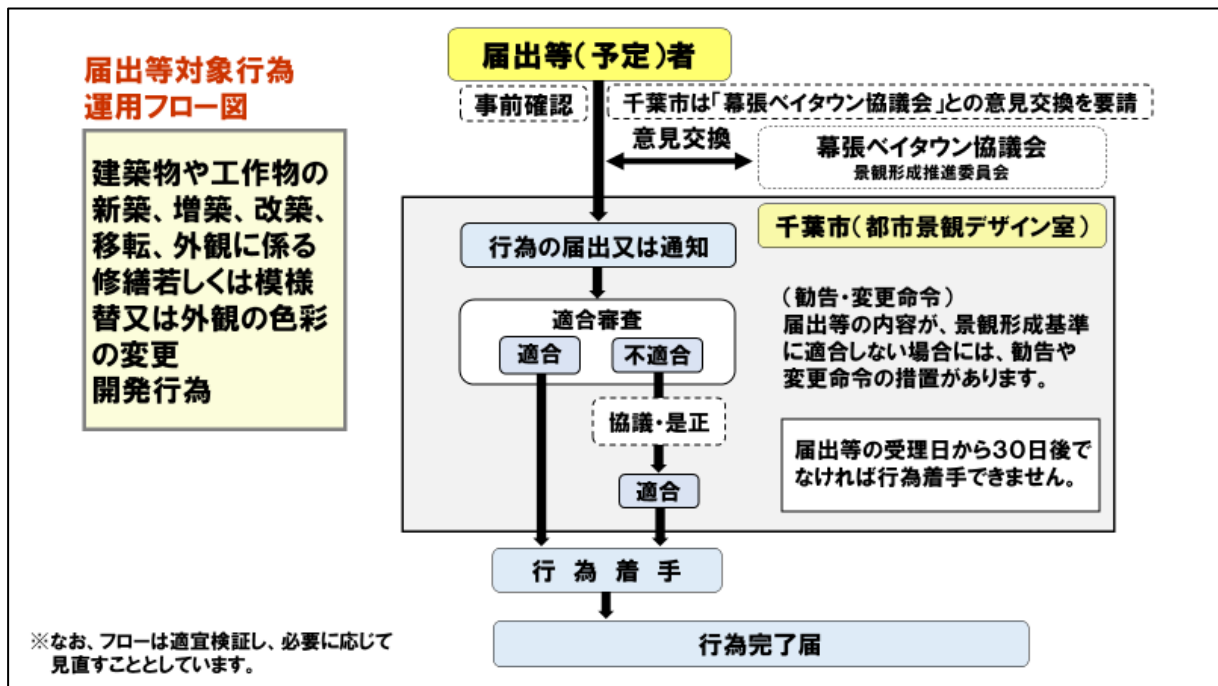 届出等対象行為
運用フロー図
建築物や工作物の
新築、増築、改築、
移転、外観に係る
修繕若しくは模様
替又は外観の色彩
の変更
開発行為
届出等（予定）者
事前確認
千葉市は「幕張ベイタウン協議会」との意見交換を要請
意見交換
幕張ベイタウン協議会
景観形成推進委員会
千葉市（都市景観デザイン室）
行為の届出又は通知
適合審査
適合
不適合
協議・是正
適合
（勧告・変更命令）
届出等の内容が、景観形成基準
に適合しない場合には、勧告や
変更命令の措置があります。
届出等の受理日から３０日後で
なければ行為着手できません。
行為着手
行為完了届
※なお、フローは適宜検証し、必要に応じて
見直すこととしています。